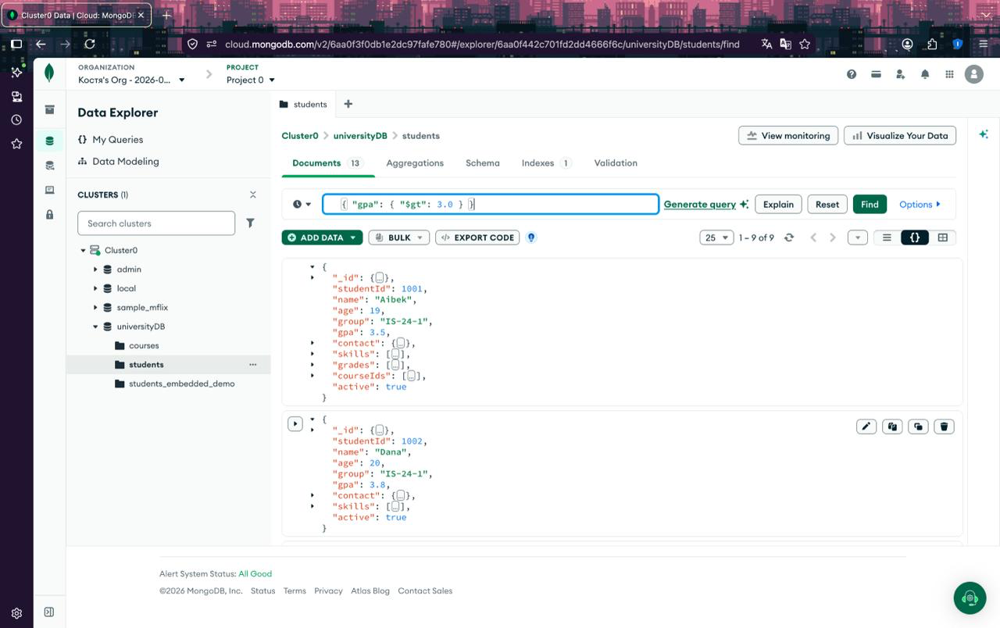 Cluster0 Data | Cloud: MongoDB
cloud.mongodb.com/v2/6aa0f3f0db1e2dc97fafe780#/explorer/6aa0f442c701fd2dd4666f6c/universityDB/students/find
ORGANIZATION
Костя's Org - 2026-0...
PROJECT
Project 0
Data Explorer
My Queries
Data Modeling
CLUSTERS (1)
Search clusters
Cluster0
admin
local
sample_mflix
universityDB
courses
students
students_embedded_demo
students
Cluster0 > universityDB > students
View monitoring
Visualize Your Data
Documents 13
Aggregations
Schema
Indexes 1
Validation
{ "gpa": { "$gt": 3.0 } }
Generate query
Explain
Reset
Find
Options
ADD DATA
BULK
EXPORT CODE
25
1 – 9 of 9
{
"_id": {…},
"studentId": 1001,
"name": "Aibek",
"age": 19,
"group": "IS-24-1",
"gpa": 3.5,
"contact": {…},
"skills": […],
"grades": […],
"courseIds": […],
"active": true
}
{
"_id": {…},
"studentId": 1002,
"name": "Dana",
"age": 20,
"group": "IS-24-1",
"gpa": 3.8,
"contact": {…},
"skills": […],
"active": true
}
Alert System Status: All Good
©2026 MongoDB, Inc. Status Terms Privacy Atlas Blog Contact Sales